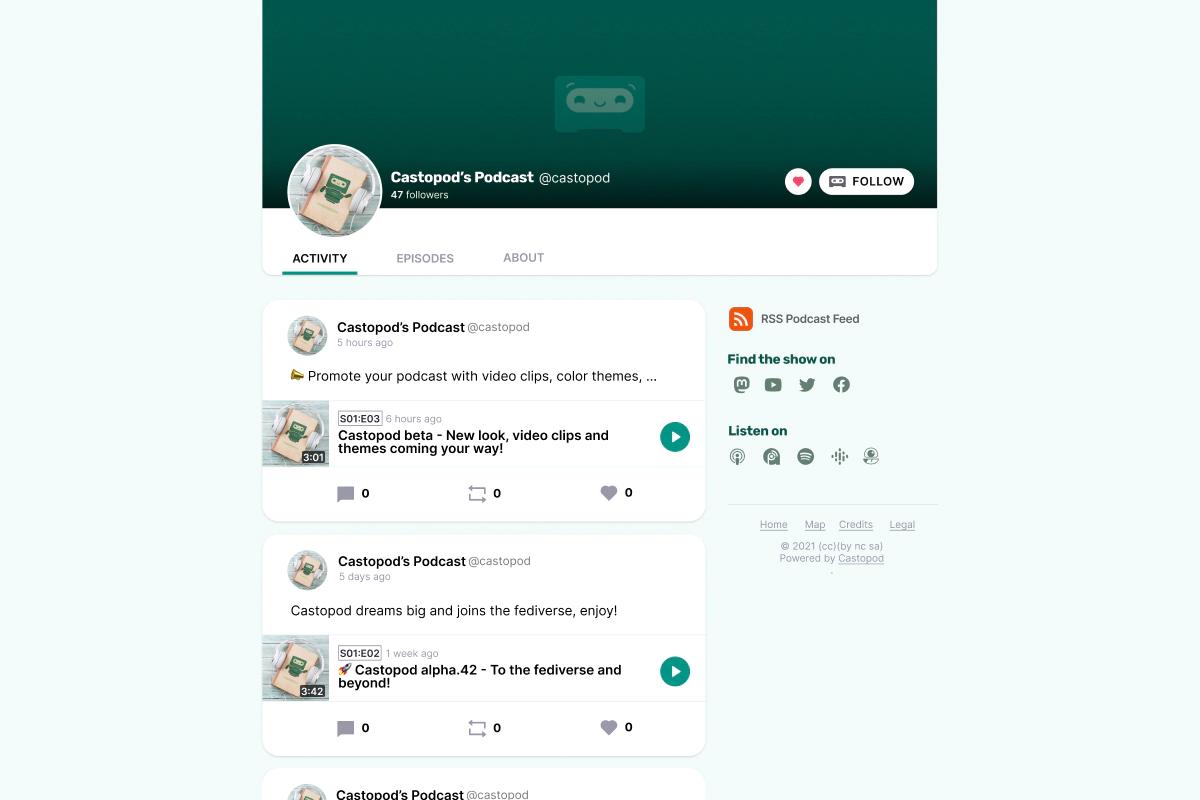 Castopod's Podcast @castopod
47 followers
FOLLOW
ACTIVITY EPISODES ABOUT
Castopod's Podcast @castopod
5 hours ago
Promote your podcast with video clips, color themes, ...
S01:E03 6 hours ago
Castopod beta - New look, video clips and
themes coming your way!
3:01
0 0 0
Castopod's Podcast @castopod
5 days ago
Castopod dreams big and joins the fediverse, enjoy!
S01:E02 1 week ago
🚀 Castopod alpha.42 - To the fediverse and
beyond!
3:42
0 0 0
Castopod's Podcast @castopod
RSS Podcast Feed
Find the show on
Listen on
Home Map Credits Legal
© 2021 (cc)(by nc sa)
Powered by Castopod
.